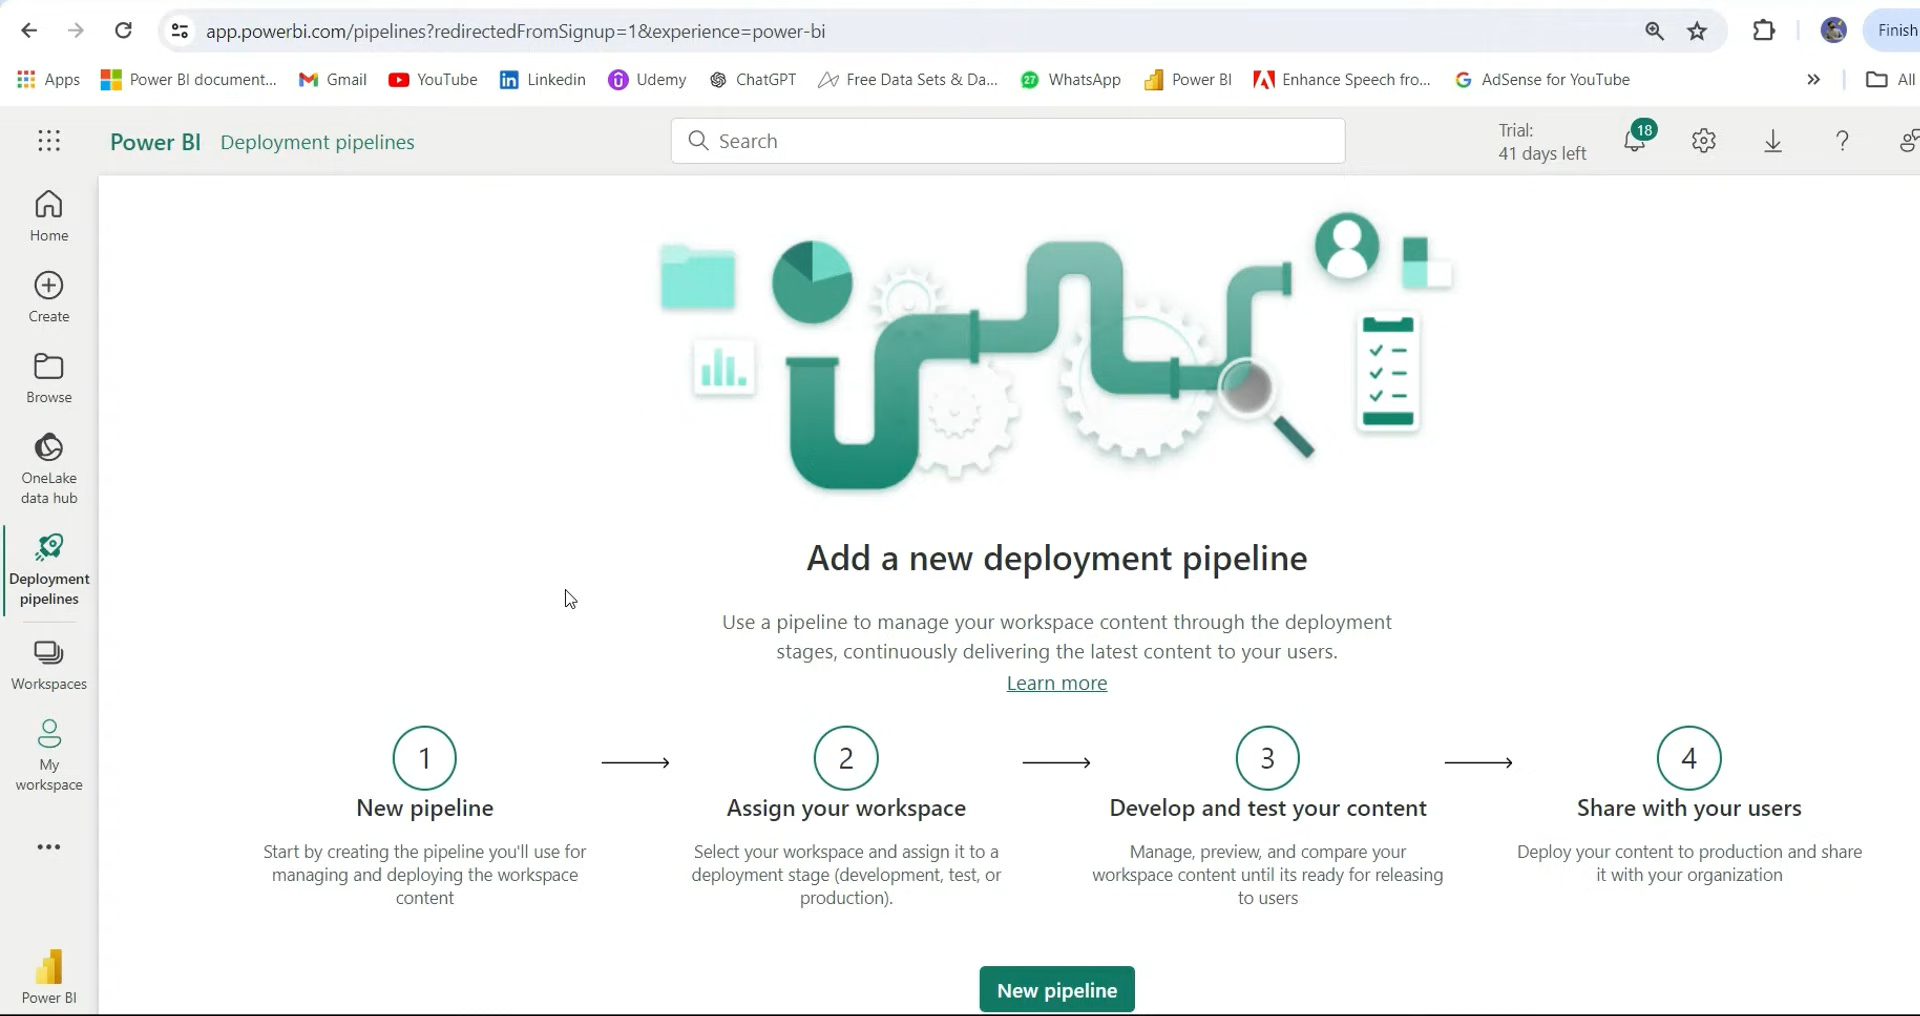 app.powerbi.com/pipelines?redirectedFromSignup=1&experience=power-bi
Finish
Apps
Power BI document...
Gmail
YouTube
Linkedin
Udemy
ChatGPT
Free Data Sets & Da...
27
WhatsApp
Power BI
Enhance Speech fro...
AdSense for YouTube
»
All
Power BI
Deployment pipelines
Search
Trial:
41 days left
18
?
Home
Create
Browse
OneLake
data hub
Deployment
pipelines
Workspaces
My
workspace
Power BI
Add a new deployment pipeline
Use a pipeline to manage your workspace content through the deployment
stages, continuously delivering the latest content to your users.
Learn more
1
New pipeline
Start by creating the pipeline you'll use for
managing and deploying the workspace
content
2
Assign your workspace
Select your workspace and assign it to a
deployment stage (development, test, or
production).
3
Develop and test your content
Manage, preview, and compare your
workspace content until its ready for releasing
to users
4
Share with your users
Deploy your content to production and share
it with your organization
New pipeline